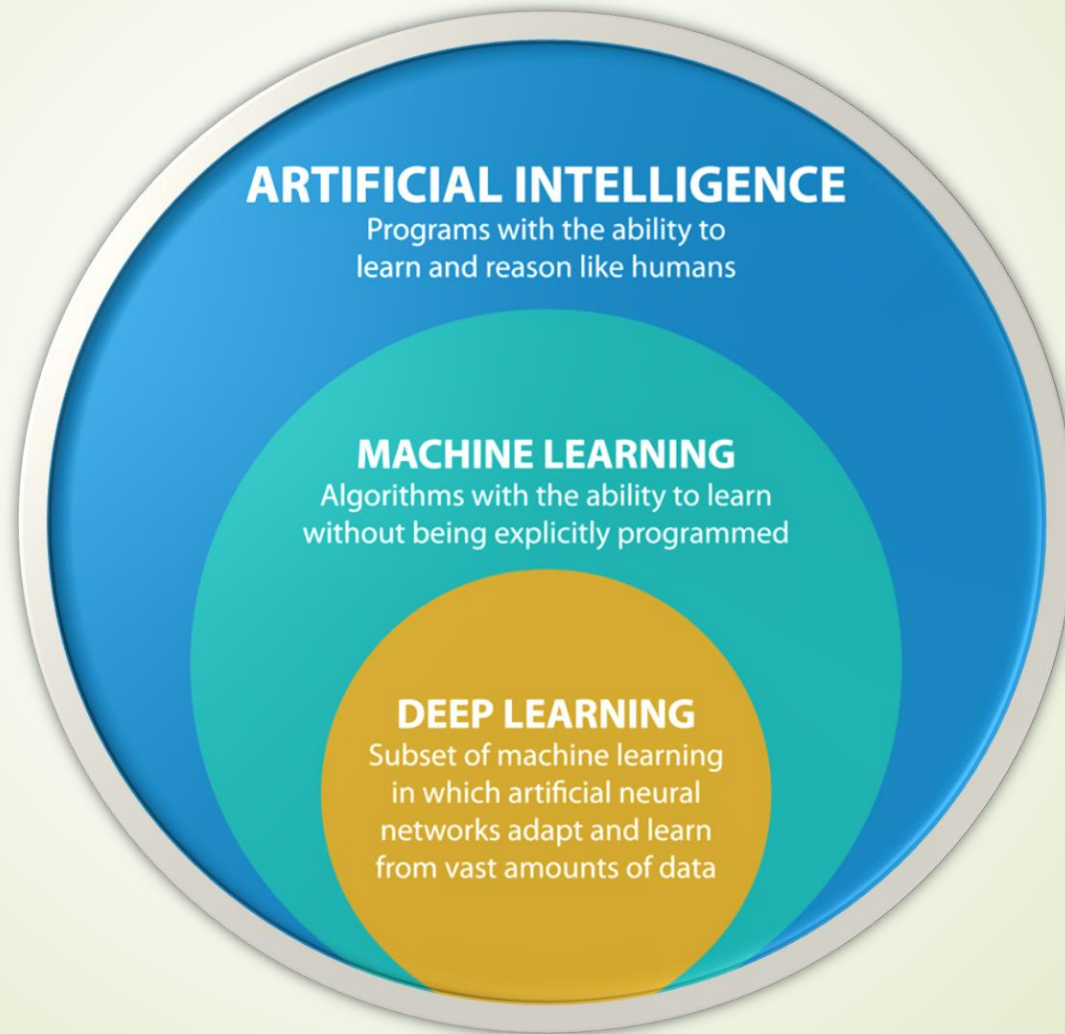 ARTIFICIAL INTELLIGENCE
Programs with the ability to
learn and reason like humans
MACHINE LEARNING
Algorithms with the ability to learn
without being explicitly programmed
DEEP LEARNING
Subset of machine learning
in which artificial neural
networks adapt and learn
from vast amounts of data